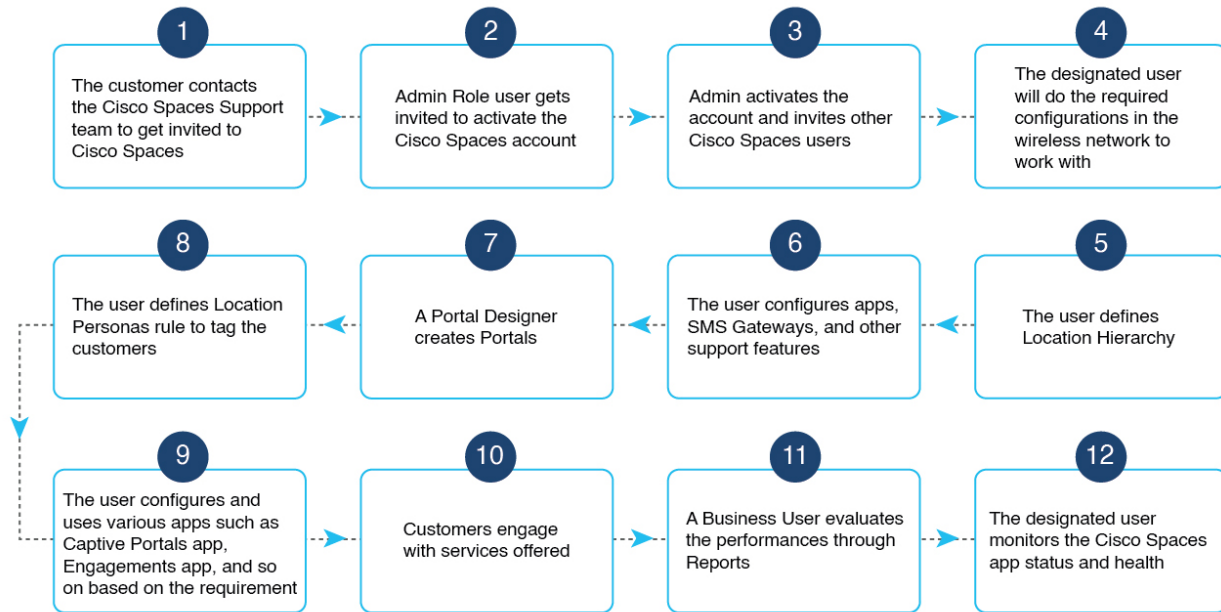 1
The customer contacts
the Cisco Spaces Support
team to get invited to
Cisco Spaces
2
Admin Role user gets
invited to activate the
Cisco Spaces account
3
Admin activates the
account and invites other
Cisco Spaces users
4
The designated user
will do the required
configurations in the
wireless network to
work with
5
The user defines
Location Hierarchy
6
The user configures apps,
SMS Gateways, and other
support features
7
A Portal Designer
creates Portals
8
The user defines Location
Personas rule to tag the
customers
9
The user configures and
uses various apps such as
Captive Portals app,
Engagements app, and so
on based on the requirement
10
Customers engage
with services offered
11
A Business User evaluates
the performances through
Reports
12
The designated user
monitors the Cisco Spaces
app status and health